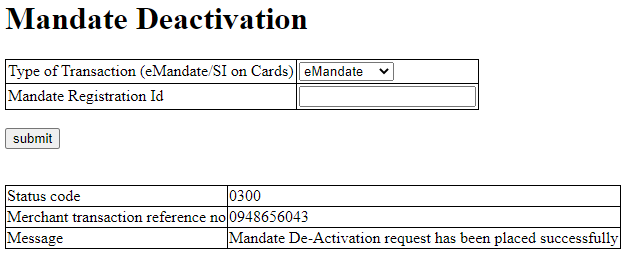 Mandate Deactivation
Type of Transaction (eMandate/SI on Cards) eMandate
Mandate Registration Id
submit
Status code 0300
Merchant transaction reference no 0948656043
Message Mandate De-Activation request has been placed successfully